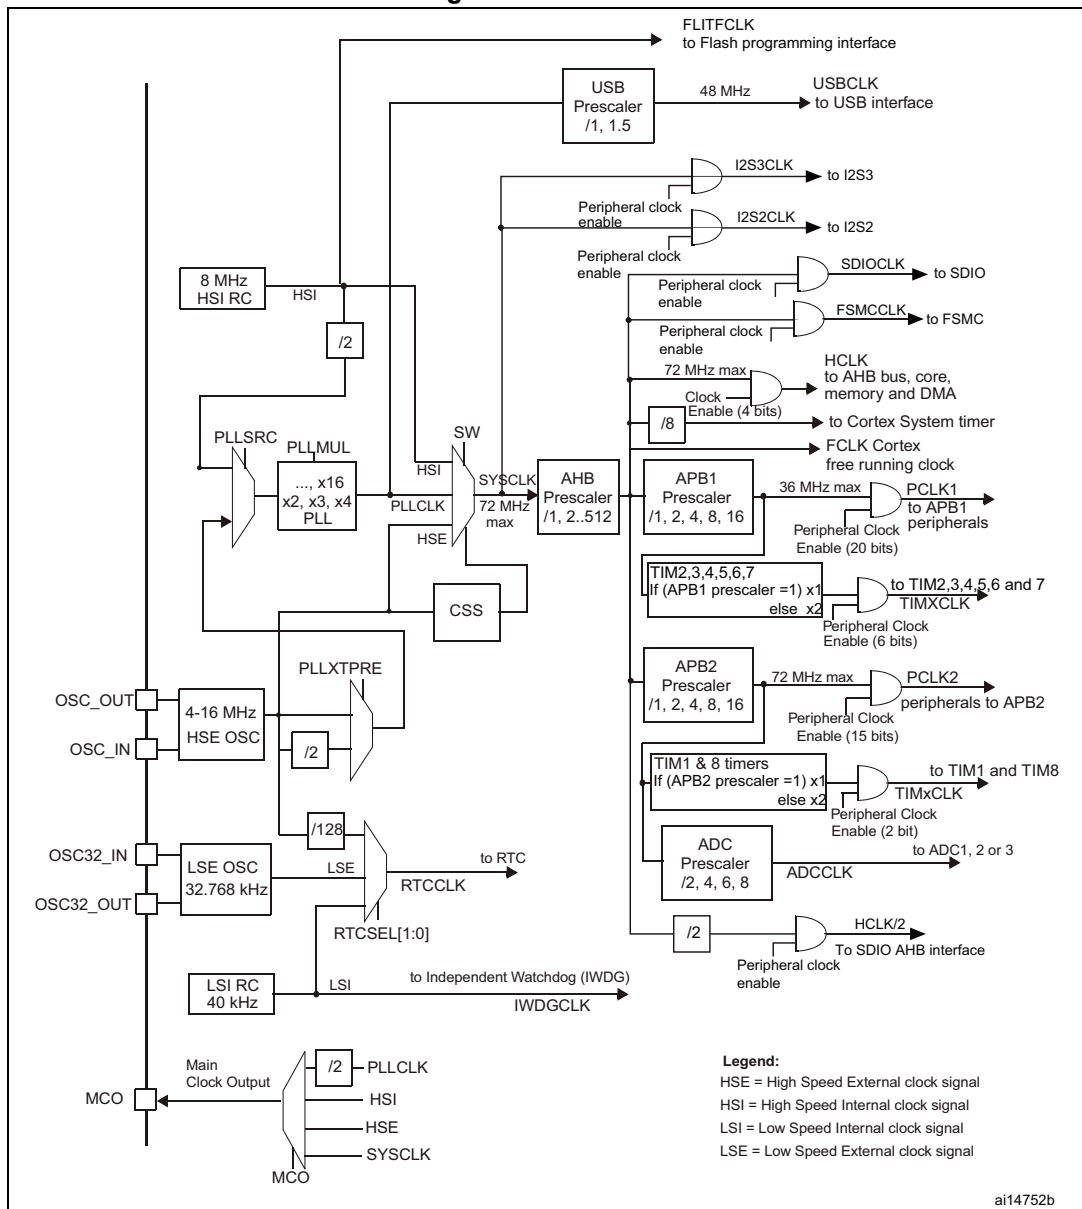 FLITFCLK
to Flash programming interface
USB
Prescaler
/1, 1.5
48 MHz
USBCLK
to USB interface
I2S3CLK
to I2S3
Peripheral clock
enable
I2S2CLK
to I2S2
Peripheral clock
enable
8 MHz
HSI RC
HSI
SDIOCLK
to SDIO
Peripheral clock
enable
FSMCCLK
to FSMC
Peripheral clock
enable
/2
72 MHz max
HCLK
to AHB bus, core,
memory and DMA
Clock
Enable (4 bits)
/8
to Cortex System timer
FCLK Cortex
free running clock
PLLSRC
PLLMUL
..., x16
x2, x3, x4
PLL
SW
HSI
PLLCLK
HSE
SYSCLK
72 MHz
max
AHB
Prescaler
/1, 2..512
APB1
Prescaler
/1, 2, 4, 8, 16
36 MHz max
PCLK1
to APB1
peripherals
Peripheral Clock
Enable (20 bits)
TIM2,3,4,5,6,7
If (APB1 prescaler =1) x1
else x2
to TIM2,3,4,5,6 and 7
TIMXCLK
Peripheral Clock
Enable (6 bits)
CSS
PLLXTPRE
OSC_OUT
OSC_IN
4-16 MHz
HSE OSC
/2
APB2
Prescaler
/1, 2, 4, 8, 16
72 MHz max
PCLK2
peripherals to APB2
Peripheral Clock
Enable (15 bits)
TIM1 & 8 timers
If (APB2 prescaler =1) x1
else x2
to TIM1 and TIM8
TIMxCLK
Peripheral Clock
Enable (2 bit)
/128
OSC32_IN
OSC32_OUT
LSE OSC
32.768 kHz
LSE
to RTC
RTCCLK
RTCSEL[1:0]
ADC
Prescaler
/2, 4, 6, 8
to ADC1, 2 or 3
ADCCLK
/2
HCLK/2
To SDIO AHB interface
Peripheral clock
enable
LSI RC
40 kHz
LSI
to Independent Watchdog (IWDG)
IWDGCLK
MCO
Main
Clock Output
/2
PLLCLK
HSI
HSE
SYSCLK
MCO
Legend:
HSE = High Speed External clock signal
HSI = High Speed Internal clock signal
LSI = Low Speed Internal clock signal
LSE = Low Speed External clock signal
ai14752b